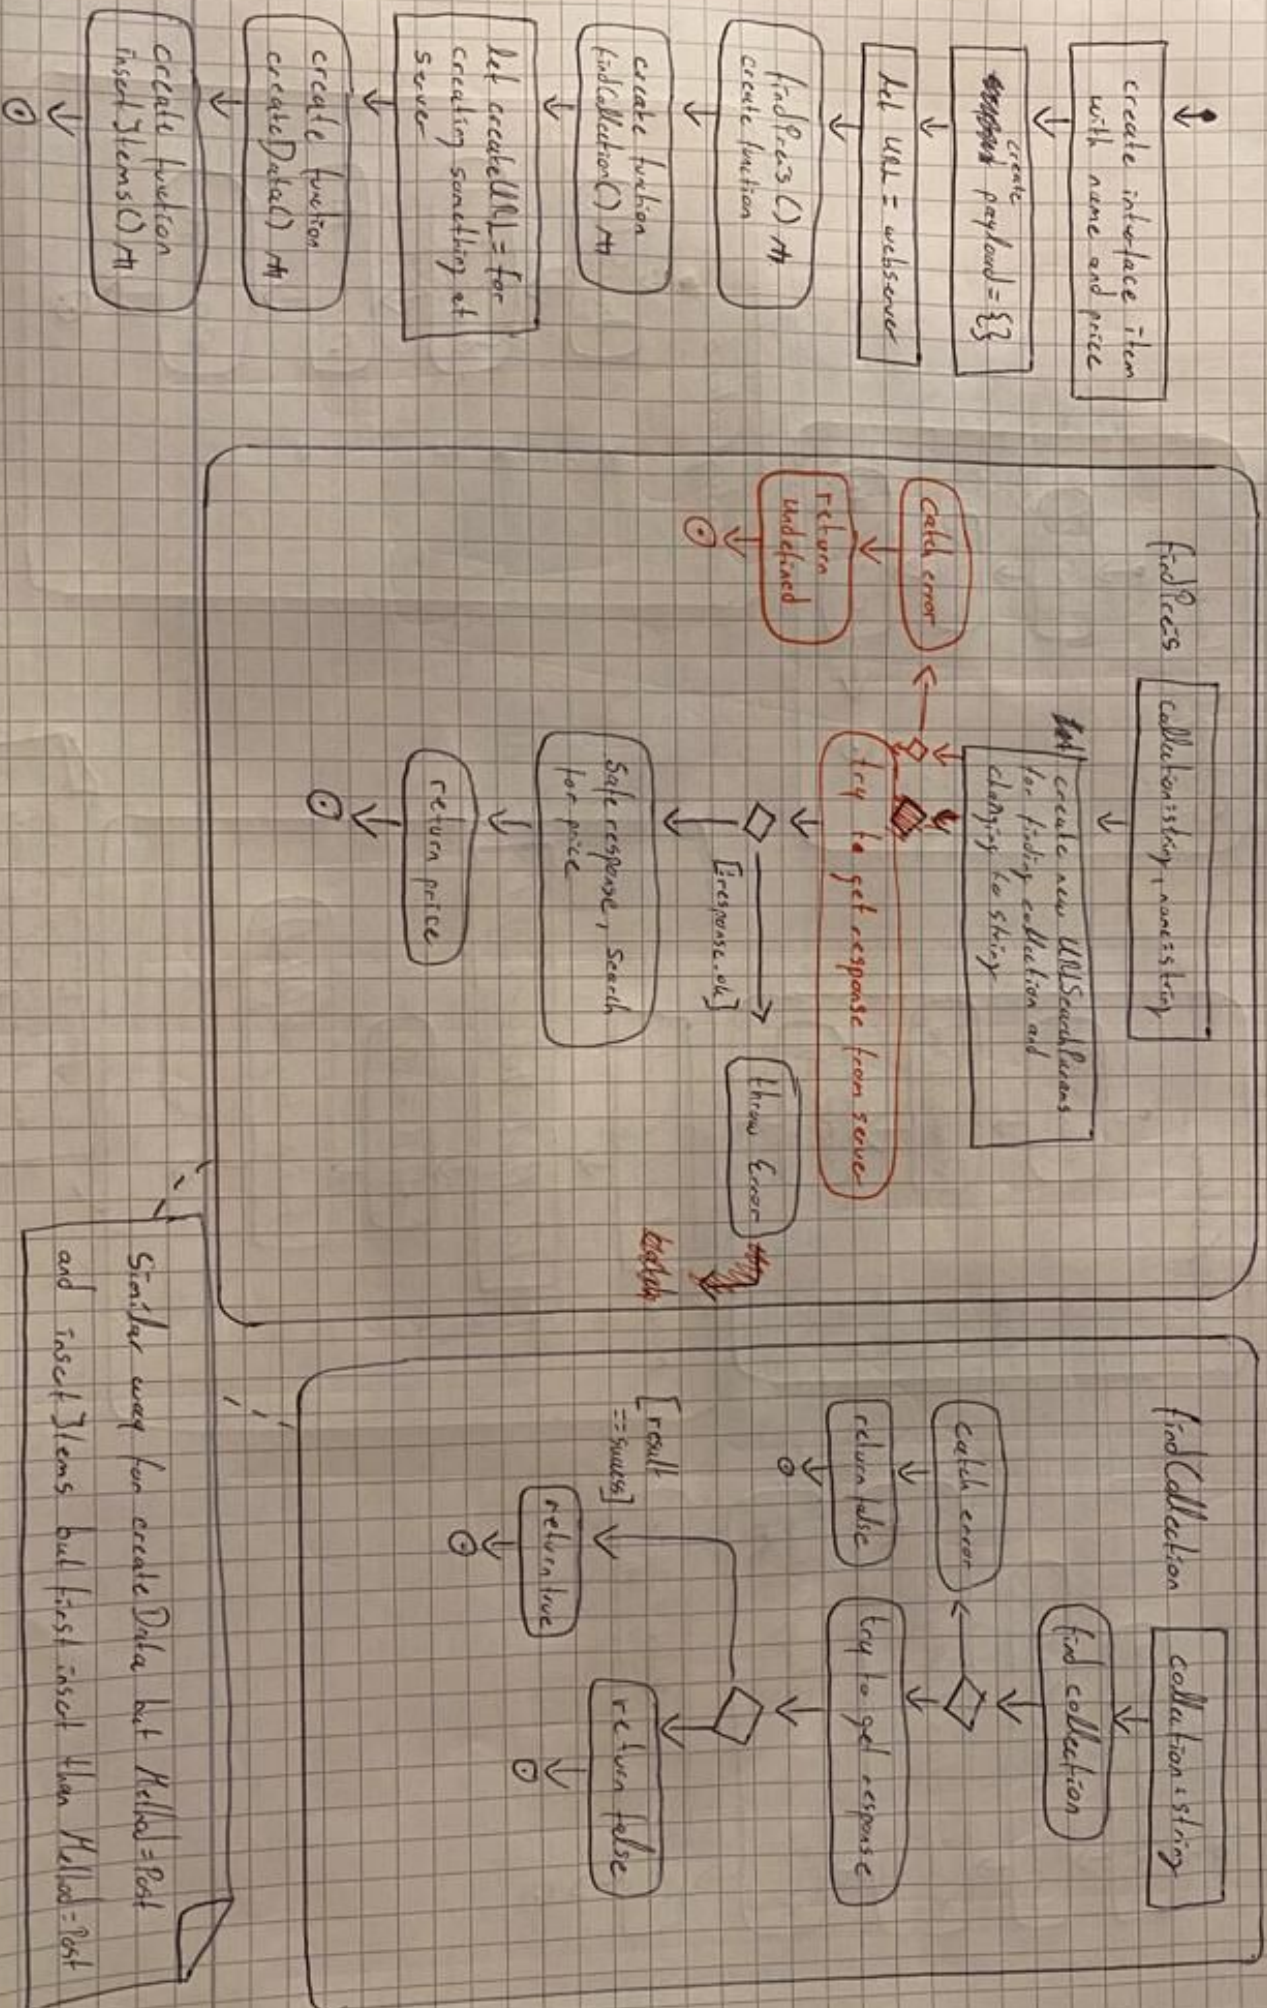 create interface item
with name and price
create
payload = {}
let URL = webserver
findPreis()
create function
create function
findCollection()
let createURL = for
creating something at
server
create function
createData()
create function
insertItems()
findPreis
collection:string, name:string
create new URLSearchParams
for finding collection and
changing to string
catch error
return
undefined
try to get response from server
[!response.ok]
throw Error
Safe response, search
for price
return price
findCollection
collection:string
find collection
catch error
return false
try to get response
[result
==success]
return true
return false
Similar way for createData but Method=Post
and insertItems but first insert than Method=Post